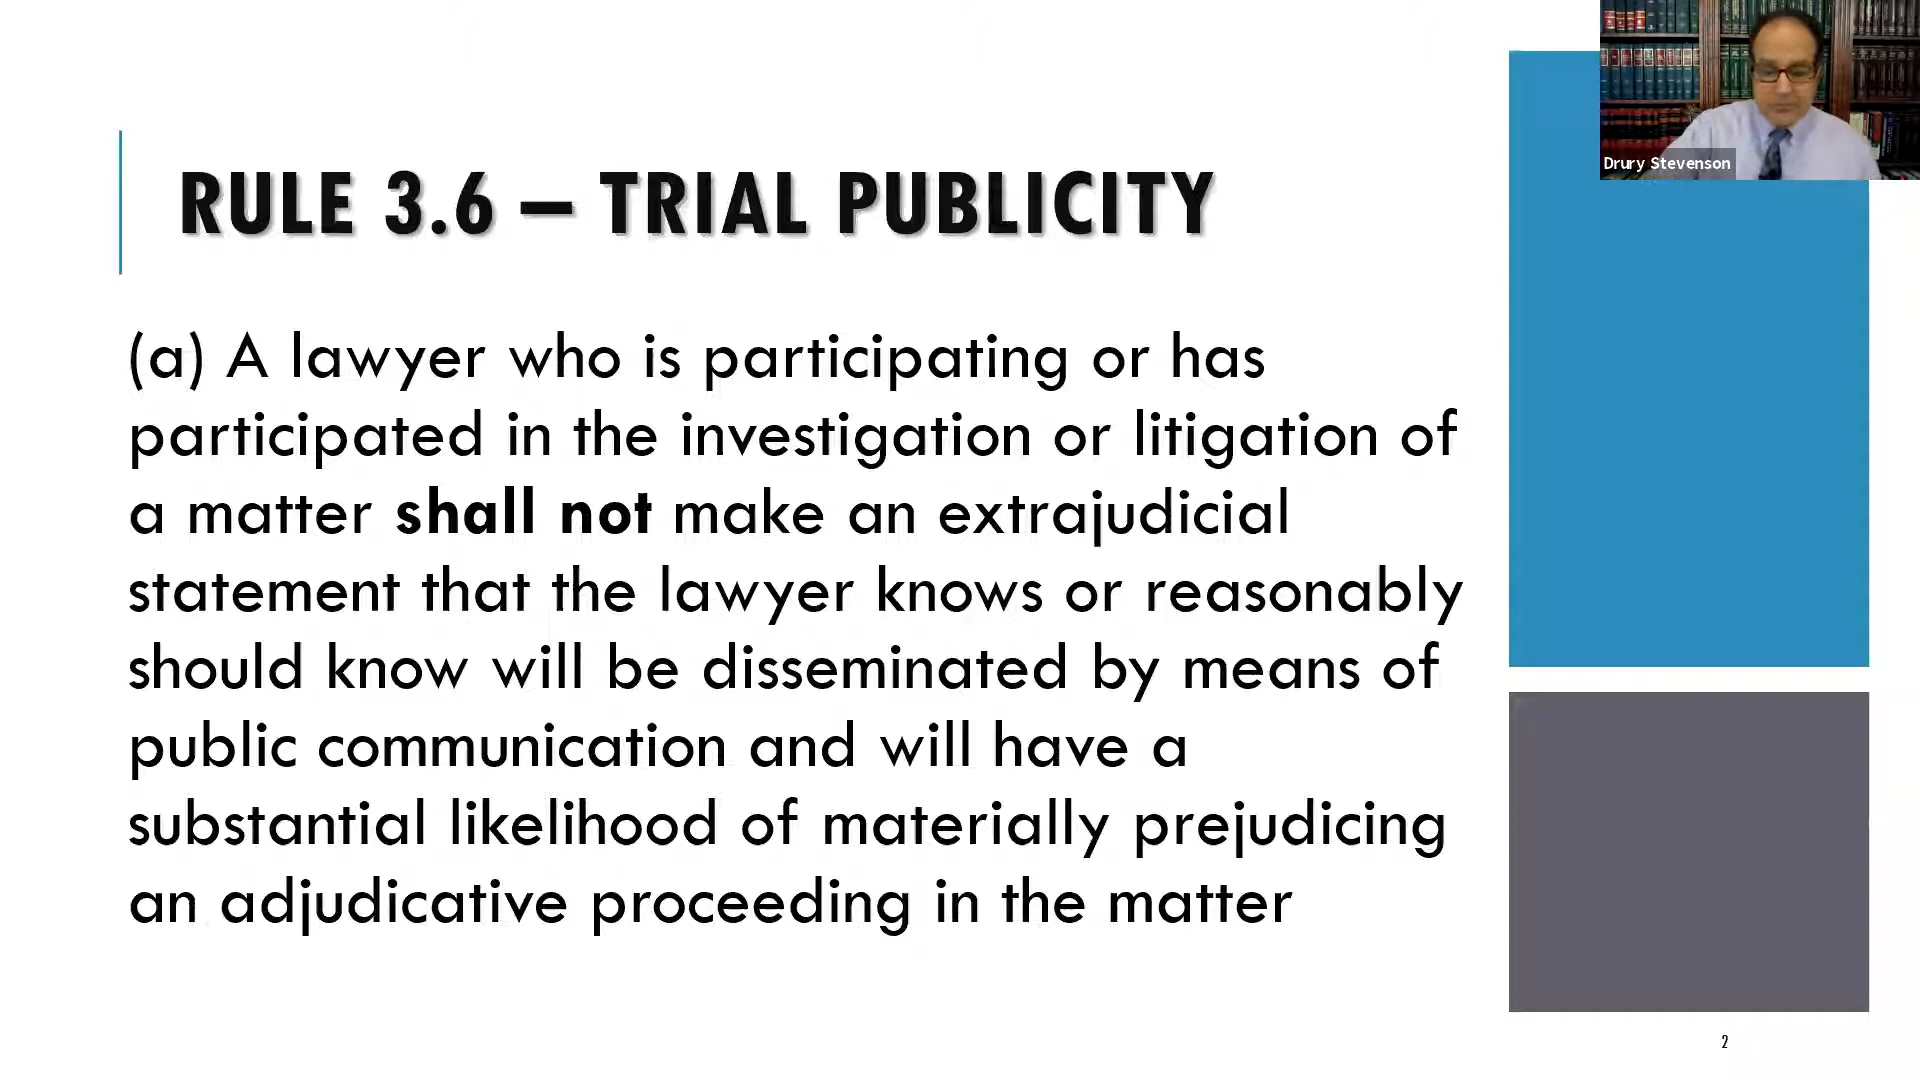 RULE 3.6 – TRIAL PUBLICITY
(a) A lawyer who is participating or has
participated in the investigation or litigation of
a matter shall not make an extrajudicial
statement that the lawyer knows or reasonably
should know will be disseminated by means of
public communication and will have a
substantial likelihood of materially prejudicing
an adjudicative proceeding in the matter
Drury Stevenson
2